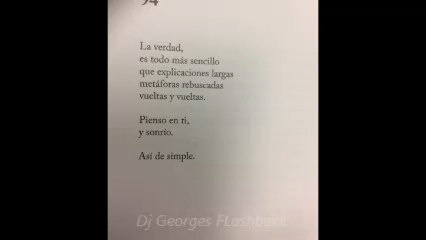 94
La verdad,
es todo más sencillo
que explicaciones largas
metáforas rebuscadas
vueltas y vueltas.
Pienso en ti,
y sonrío.
Así de simple.
Dj Georges FLashback